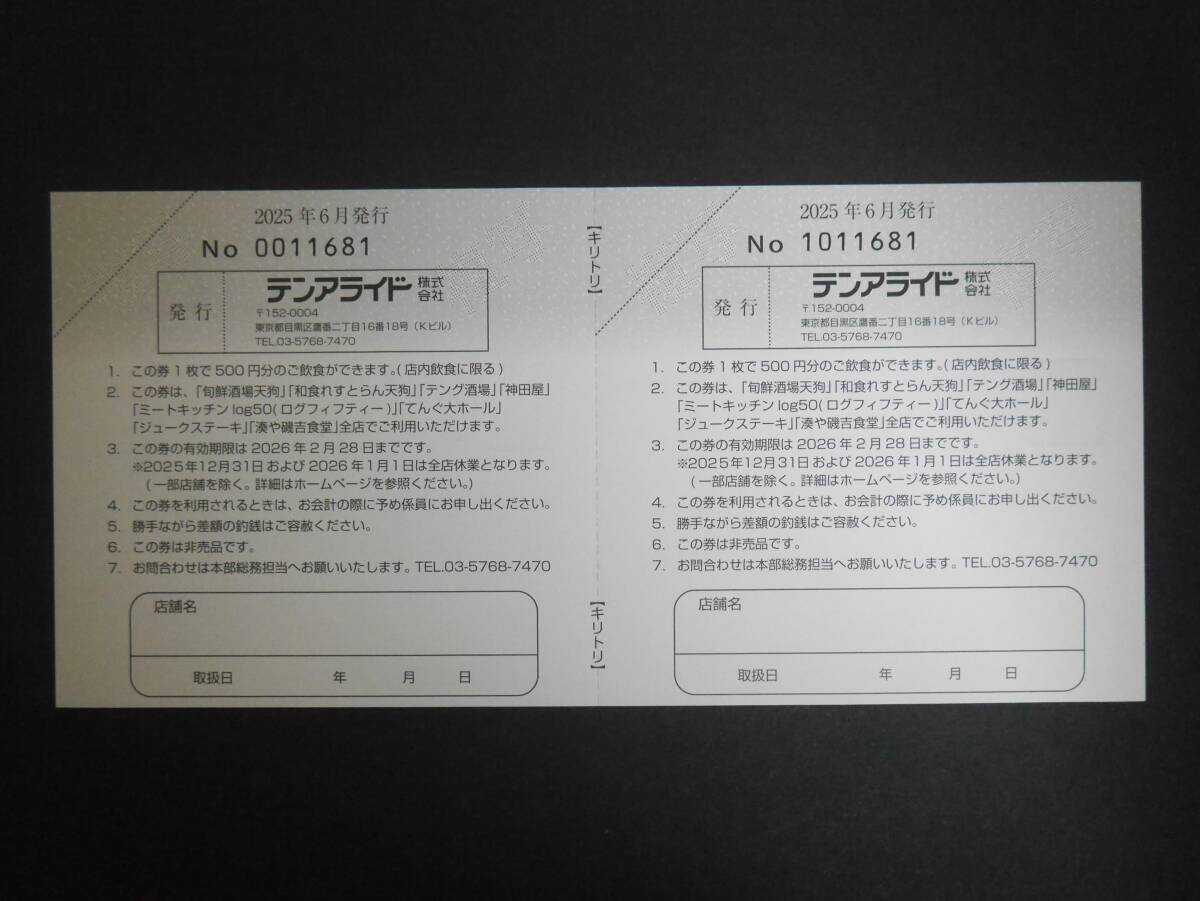 2025年6月発行
No 0011681
発行
テンアライド株式会社
〒152-0004
東京都目黒区鷹番二丁目16番18号（Kビル）
TEL.03-5768-7470
1. この券1枚で500円分のご飲食ができます。(店内飲食に限る)
2. この券は、「旬鮮酒場天狗」「和食れすとらん天狗」「テング酒場」「神田屋」
「ミートキッチンlog50(ログフィフティー)」「てんぐ大ホール」
「ジュークステーキ」「湊や磯吉食堂」全店でご利用いただけます。
3. この券の有効期限は2026年2月28日までです。
※2025年12月31日および2026年1月1日は全店休業となります。
(一部店舗を除く。詳細はホームページを参照ください。)
4. この券を利用されるときは、お会計の際に予め係員にお申し出ください。
5. 勝手ながら差額の釣銭はご容赦ください。
6. この券は非売品です。
7. お問合わせは本部総務担当へお願いいたします。TEL.03-5768-7470
店舗名
取扱日 年 月 日
【キリトリ】
【キリトリ】
2025年6月発行
No 1011681
発行
テンアライド株式会社
〒152-0004
東京都目黒区鷹番二丁目16番18号（Kビル）
TEL.03-5768-7470
1. この券1枚で500円分のご飲食ができます。(店内飲食に限る)
2. この券は、「旬鮮酒場天狗」「和食れすとらん天狗」「テング酒場」「神田屋」
「ミートキッチンlog50(ログフィフティー)」「てんぐ大ホール」
「ジュークステーキ」「湊や磯吉食堂」全店でご利用いただけます。
3. この券の有効期限は2026年2月28日までです。
※2025年12月31日および2026年1月1日は全店休業となります。
(一部店舗を除く。詳細はホームページを参照ください。)
4. この券を利用されるときは、お会計の際に予め係員にお申し出ください。
5. 勝手ながら差額の釣銭はご容赦ください。
6. この券は非売品です。
7. お問合わせは本部総務担当へお願いいたします。TEL.03-5768-7470
店舗名
取扱日 年 月 日